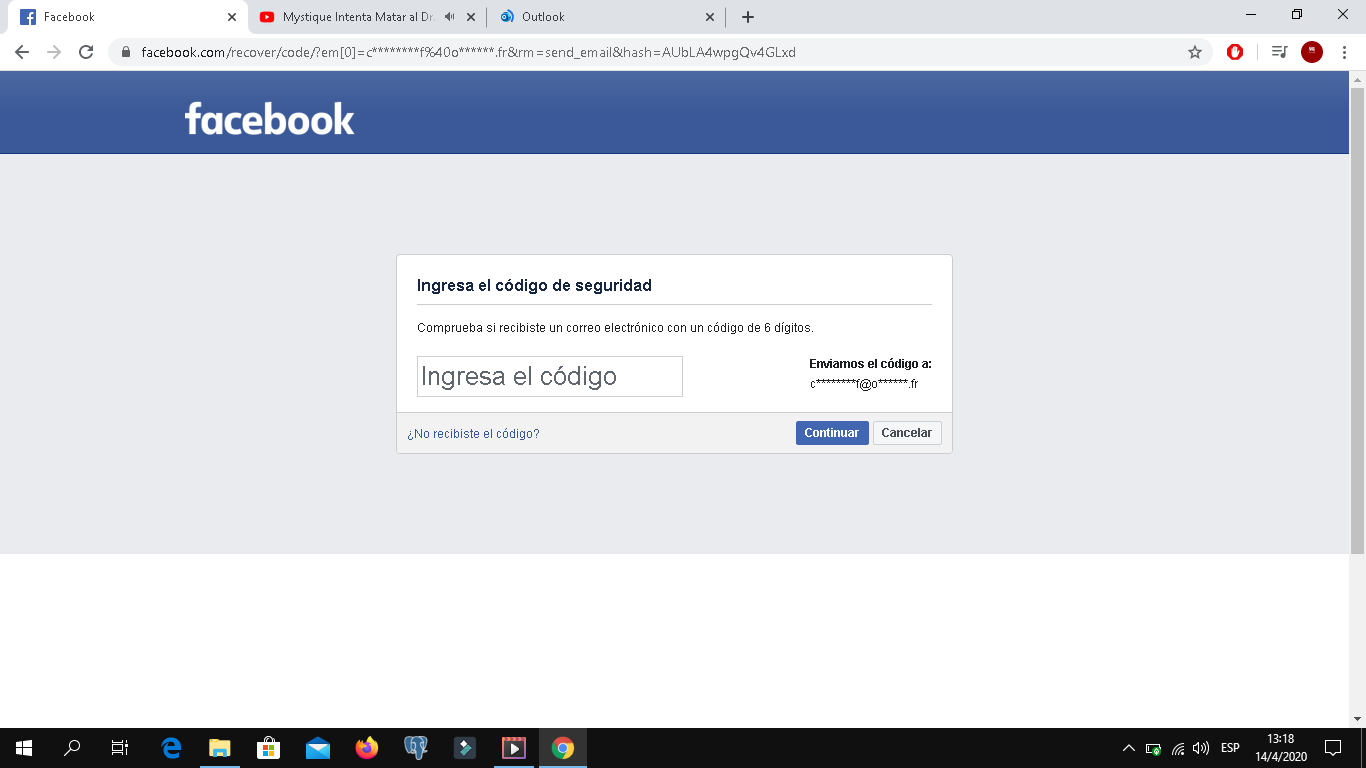 Facebook
Mystique Intenta Matar al Dr.
Outlook
facebook.com/recover/code/?em[0]=c********f%40o******.fr&rm=send_email&hash=AUbLA4wpgQv4GLxd
facebook
Ingresa el código de seguridad
Comprueba si recibiste un correo electrónico con un código de 6 dígitos.
Ingresa el código
Enviamos el código a:
c********f@o******.fr
¿No recibiste el código?
Continuar
Cancelar
ESP
13:18
14/4/2020